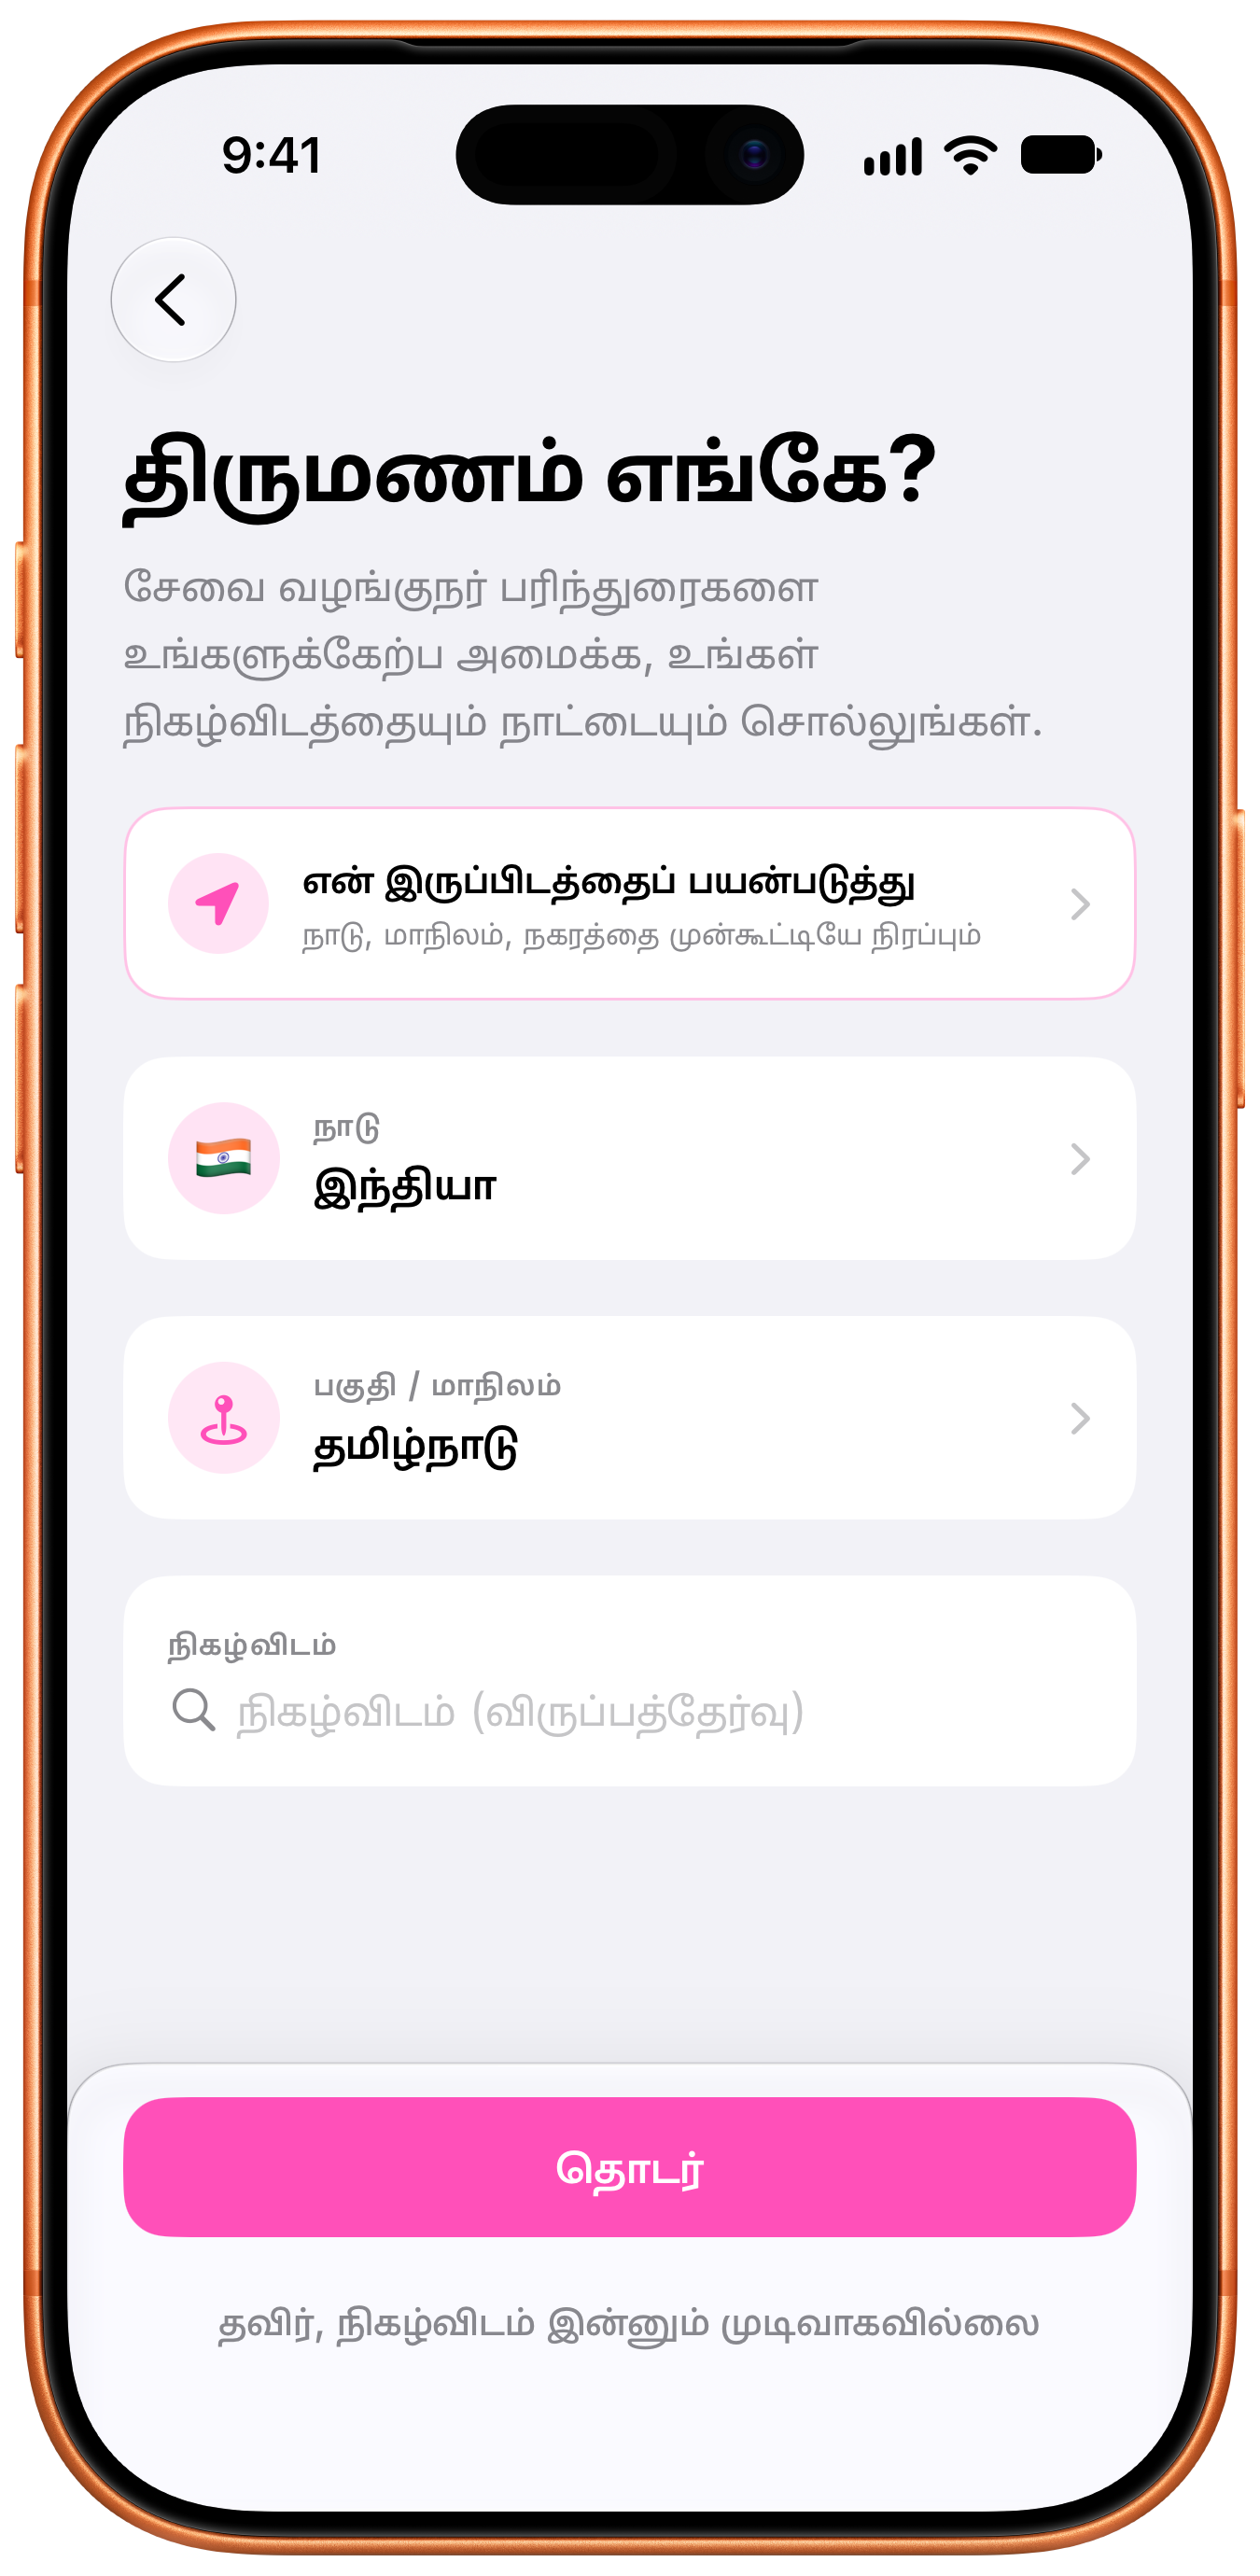 9:41
திருமணம் எங்கே?
சேவை வழங்குநர் பரிந்துரைகளை
உங்களுக்கேற்ப அமைக்க, உங்கள்
நிகழ்விடத்தையும் நாட்டையும் சொல்லுங்கள்.
என் இருப்பிடத்தைப் பயன்படுத்து
நாடு, மாநிலம், நகரத்தை முன்கூட்டியே நிரப்பும்
நாடு
இந்தியா
பகுதி / மாநிலம்
தமிழ்நாடு
நிகழ்விடம்
நிகழ்விடம் (விருப்பத்தேர்வு)
தொடர்
தவிர், நிகழ்விடம் இன்னும் முடிவாகவில்லை